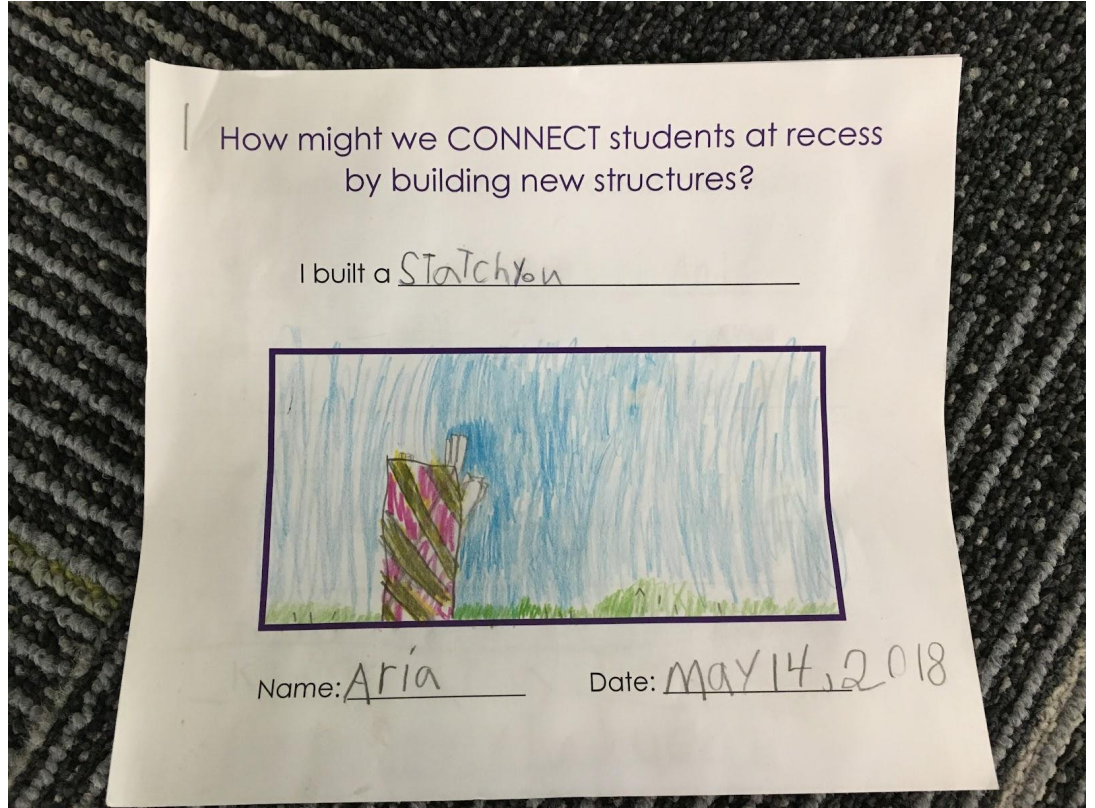 How might we CONNECT students at recess
by building new structures?
I built a STaTchYou
Name: Aria Date: MaY 14, 2018